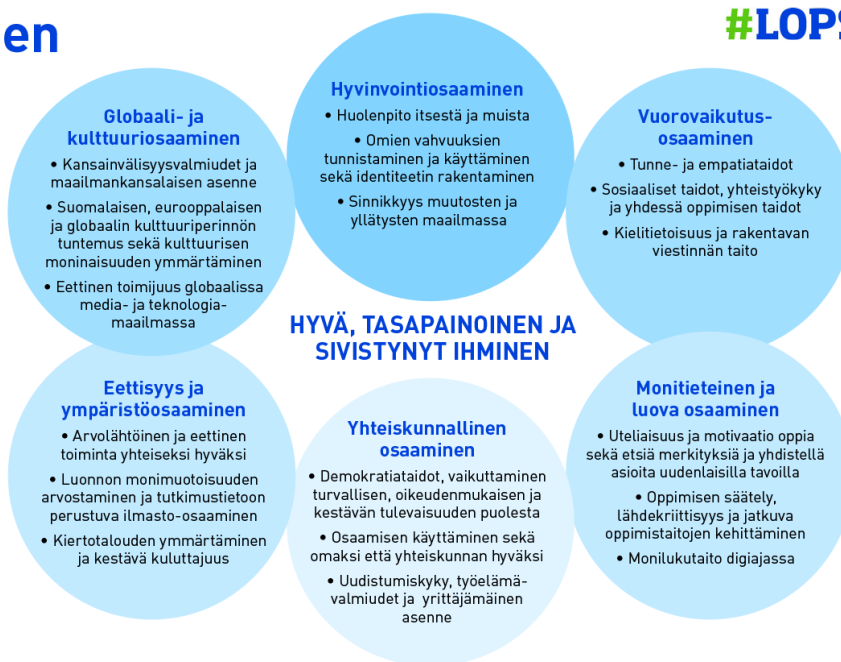 en
#LOPS
Hyvinvointiosaaminen
• Huolenpito itsestä ja muista
• Omien vahvuuksien
tunnistaminen ja käyttäminen
sekä identiteetin rakentaminen
• Sinnikkyys muutosten ja
yllätysten maailmassa
Globaali- ja
kulttuuriosaaminen
• Kansainvälisyysvalmiudet ja
maailmankansalaisen asenne
• Suomalaisen, eurooppalaisen
ja globaalin kulttuuriperinnön
tuntemus sekä kulttuurisen
moninaisuuden ymmärtäminen
• Eettinen toimijuus globaalissa
media- ja teknologia-
maailmassa
Vuorovaikutus-
osaaminen
• Tunne- ja empatiataidot
• Sosiaaliset taidot, yhteistyökyky
ja yhdessä oppimisen taidot
• Kielitietoisuus ja rakentavan
viestinnän taito
HYVÄ, TASAPAINOINEN JA
SIVISTYNYT IHMINEN
Eettisyys ja
ympäristöosaaminen
• Arvolähtöinen ja eettinen
toiminta yhteiseksi hyväksi
• Luonnon monimuotoisuuden
arvostaminen ja tutkimustietoon
perustuva ilmasto-osaaminen
• Kiertotalouden ymmärtäminen
ja kestävä kuluttajuus
Yhteiskunnallinen
osaaminen
• Demokratiataidot, vaikuttaminen
turvallisen, oikeudenmukaisen ja
kestävän tulevaisuuden puolesta
• Osaamisen käyttäminen sekä
omaksi että yhteiskunnan hyväksi
• Uudistumiskyky, työelämä-
valmiudet ja yrittäjämäinen
asenne
Monitieteinen ja
luova osaaminen
• Uteliaisuus ja motivaatio oppia
sekä etsiä merkityksiä ja yhdistellä
asioita uudenlaisilla tavoilla
• Oppimisen säätely,
lähdekriittisyys ja jatkuva
oppimistaitojen kehittäminen
• Monilukutaito digiajassa